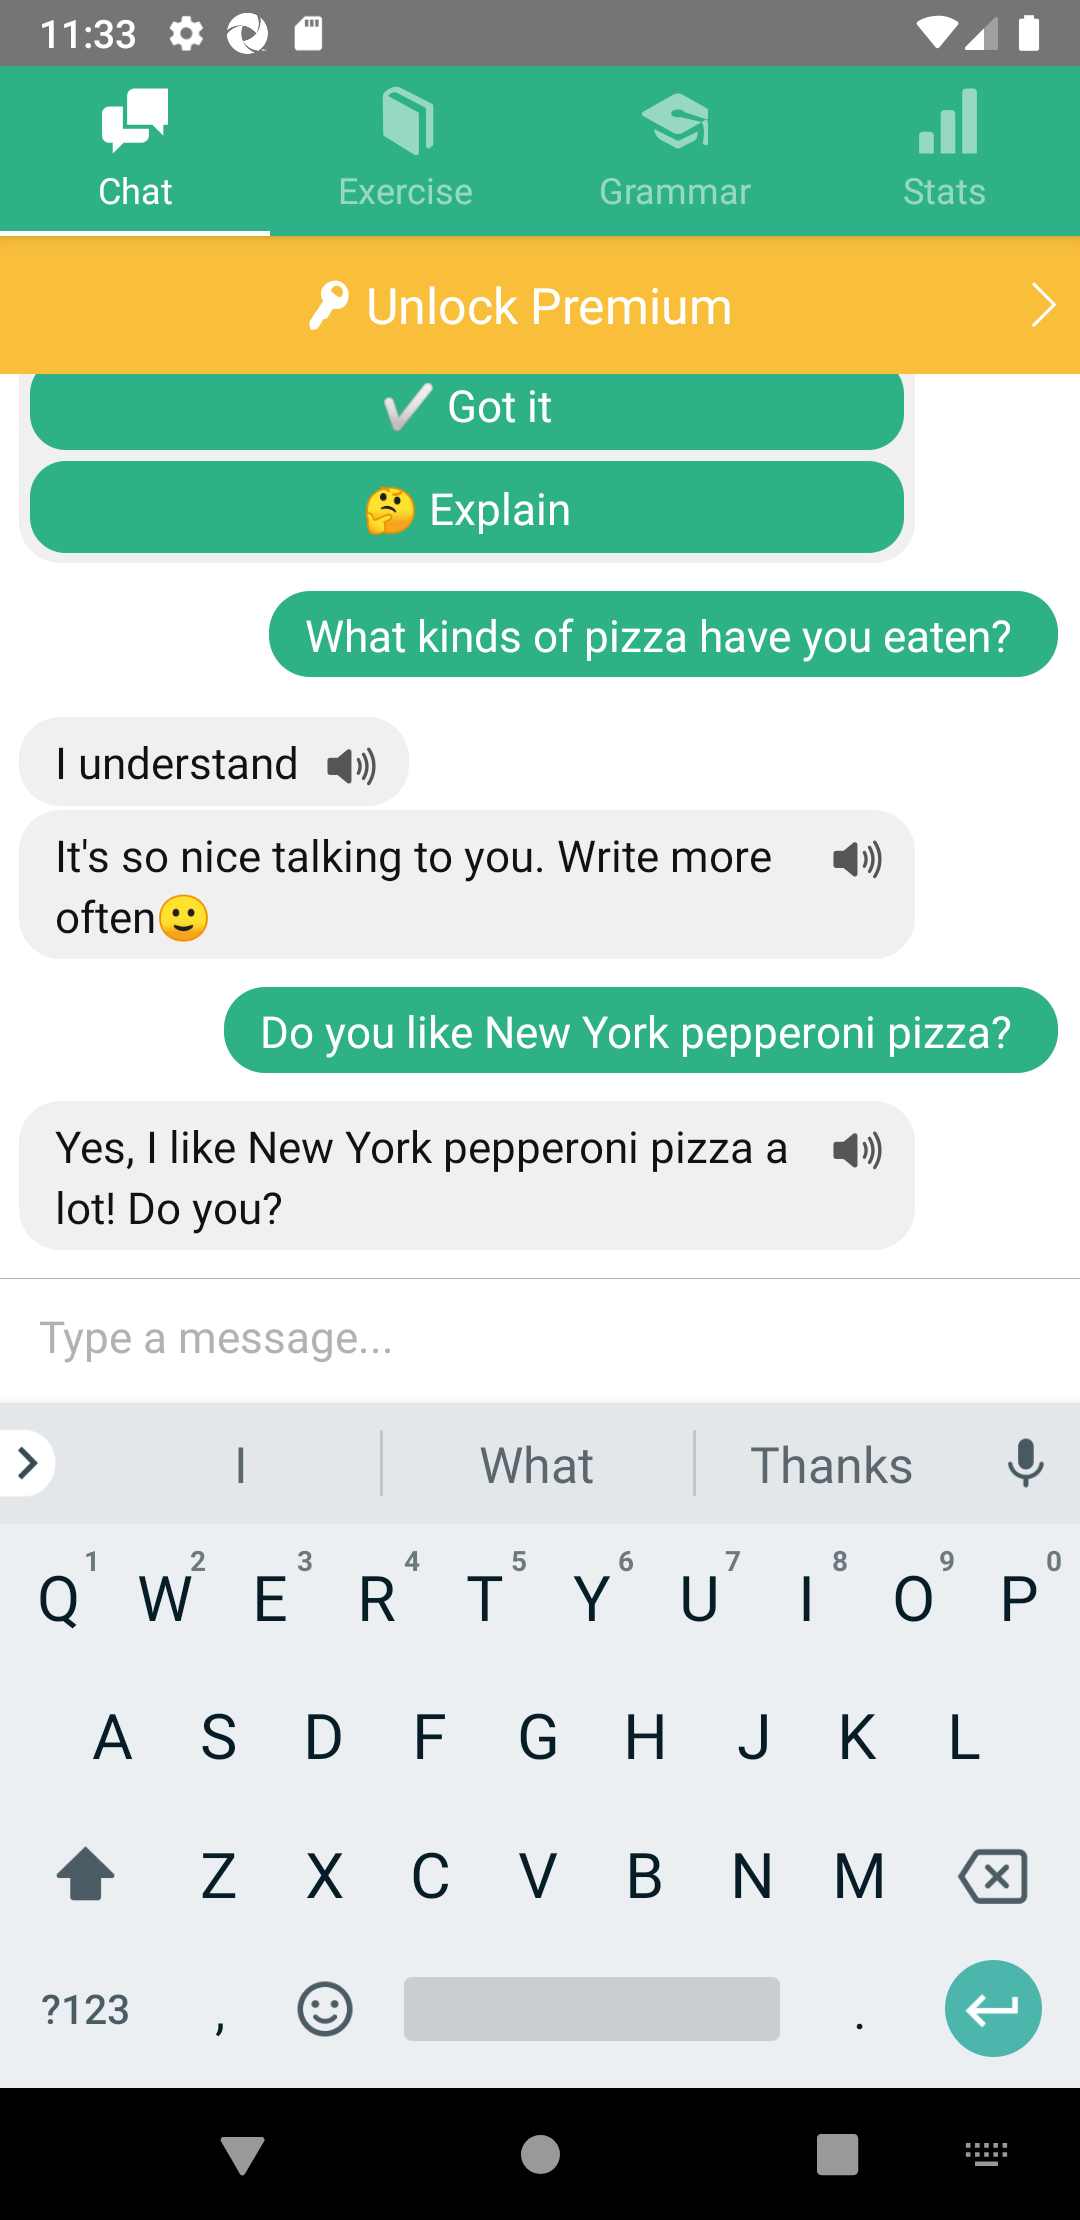 11:33
Chat
Exercise
Grammar
Stats
Unlock Premium
Got it
Explain
What kinds of pizza have you eaten?
I understand
It's so nice talking to you. Write more
often
Do you like New York pepperoni pizza?
Yes, I like New York pepperoni pizza a
lot! Do you?
Type a message...
I What Thanks
1 2 3 4 5 6 7 8 9 0
Q W E R T Y U I O P
A S D F G H J K L
Z X C V B N M
?123 , .